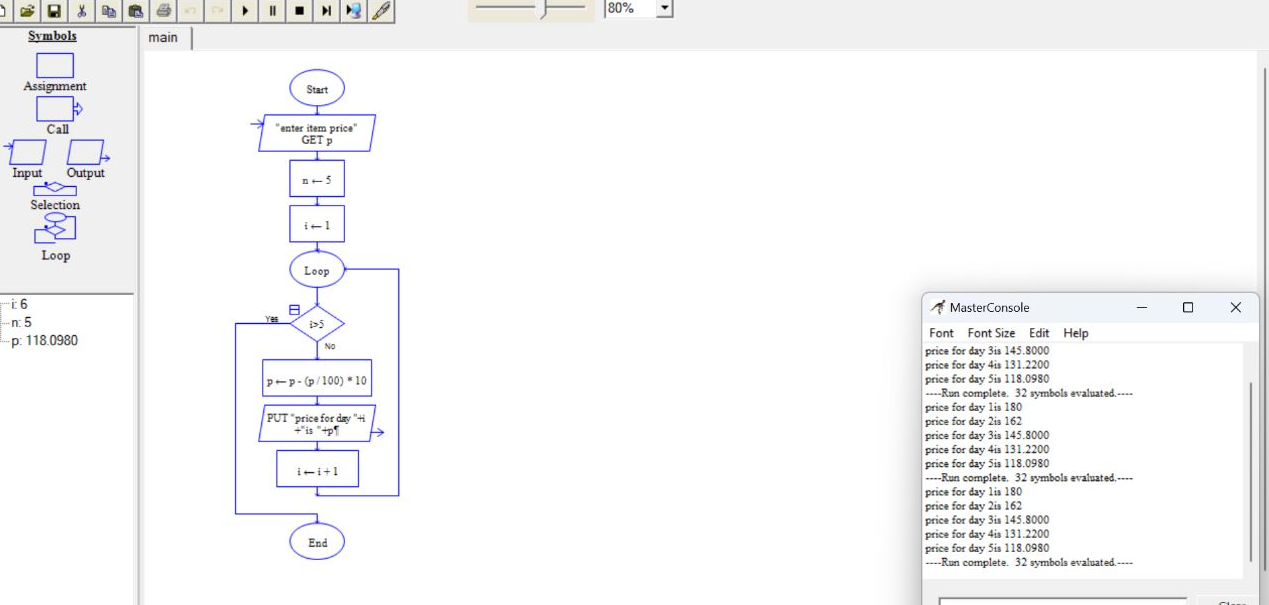 80%
Symbols
Assignment
Call
Input Output
Selection
Loop
i: 6
n: 5
p: 118.0980
main
Start
"enter item price"
GET p
n ← 5
i ← 1
Loop
Yes
i>5
No
p ← p - (p / 100) * 10
PUT "price for day "+i
+"is "+p¶
i ← i + 1
End
MasterConsole
Font Font Size Edit Help
price for day 3is 145.8000
price for day 4is 131.2200
price for day 5is 118.0980
----Run complete. 32 symbols evaluated.----
price for day 1is 180
price for day 2is 162
price for day 3is 145.8000
price for day 4is 131.2200
price for day 5is 118.0980
----Run complete. 32 symbols evaluated.----
price for day 1is 180
price for day 2is 162
price for day 3is 145.8000
price for day 4is 131.2200
price for day 5is 118.0980
----Run complete. 32 symbols evaluated.----